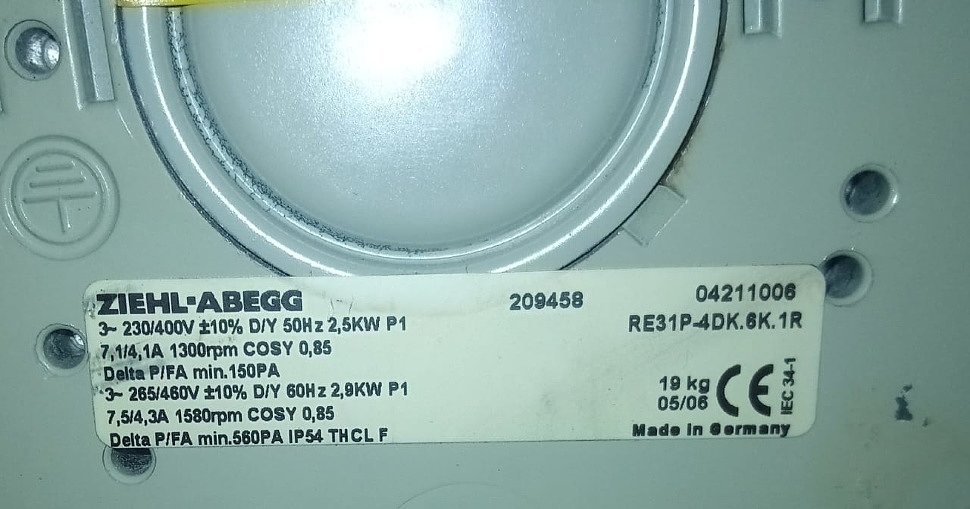 ZIEHL-ABEGG 209458 04211006
3~ 230/400V ±10% D/Y 50Hz 2,5KW P1 RE31P-4DK.6K.1R
7,1/4,1A 1300rpm COSY 0,85
Delta P/FA min.150PA
3~ 265/460V ±10% D/Y 60Hz 2,9KW P1 19 kg CE IEC 34-1
7,5/4,3A 1580rpm COSY 0,85 05/06
Delta P/FA min.560PA IP54 THCL F Made in Germany